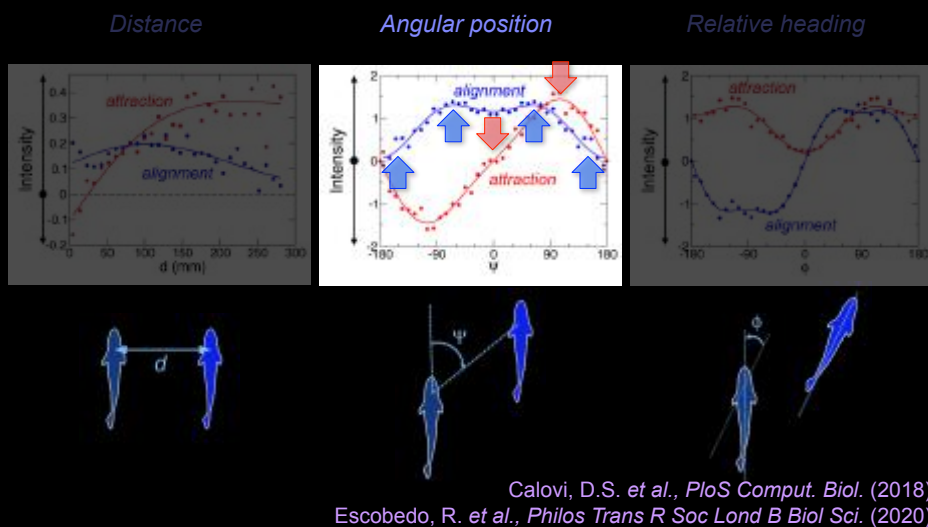 Distance
Angular position
Relative heading
Intensity
0.4
0.3
0.2
0.1
0
0.1
0.2
attraction
alignment
0 50 100 150 200 250 300
d (mm)
Intensity
2
1
0
-1
-2
alignment
attraction
-180 -90 0 90 180
Ψ
Intensity
2
1
0
-1
-2
attraction
alignment
-180 -90 0 90 180
ϕ
d
Ψ
ϕ
Calovi, D.S. et al., PloS Comput. Biol. (2018)
Escobedo, R. et al., Philos Trans R Soc Lond B Biol Sci. (2020)